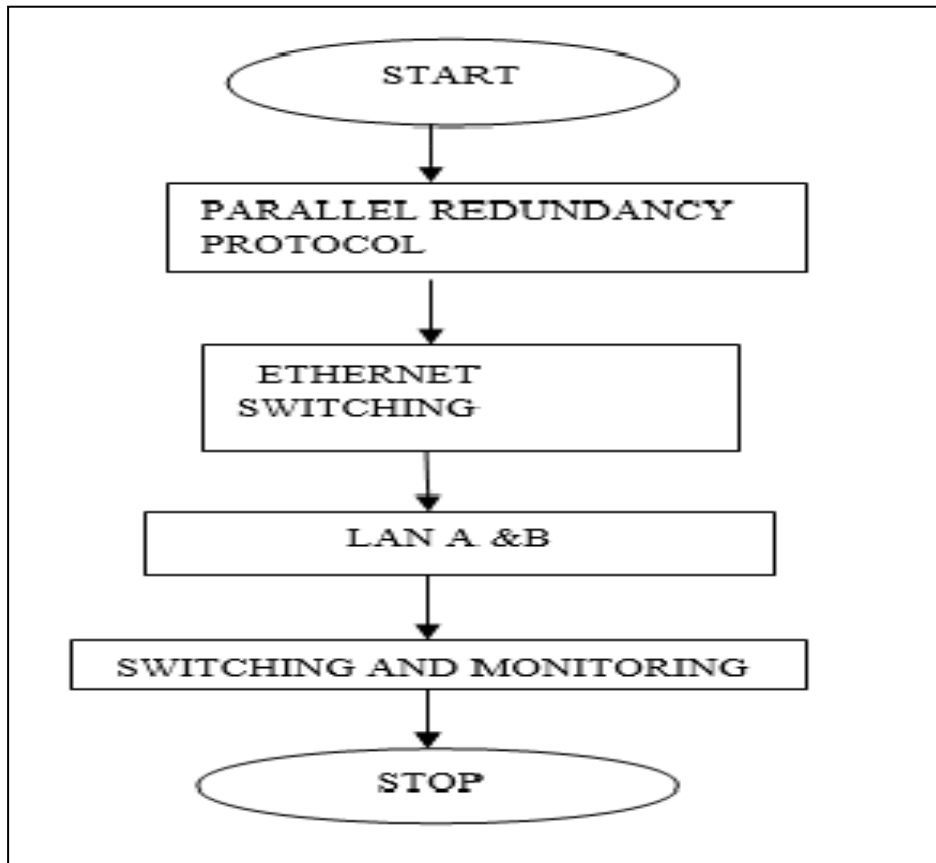 START
PARALLEL REDUNDANCY
PROTOCOL
ETHERNET
SWITCHING
LAN A &B
SWITCHING AND MONITORING
STOP